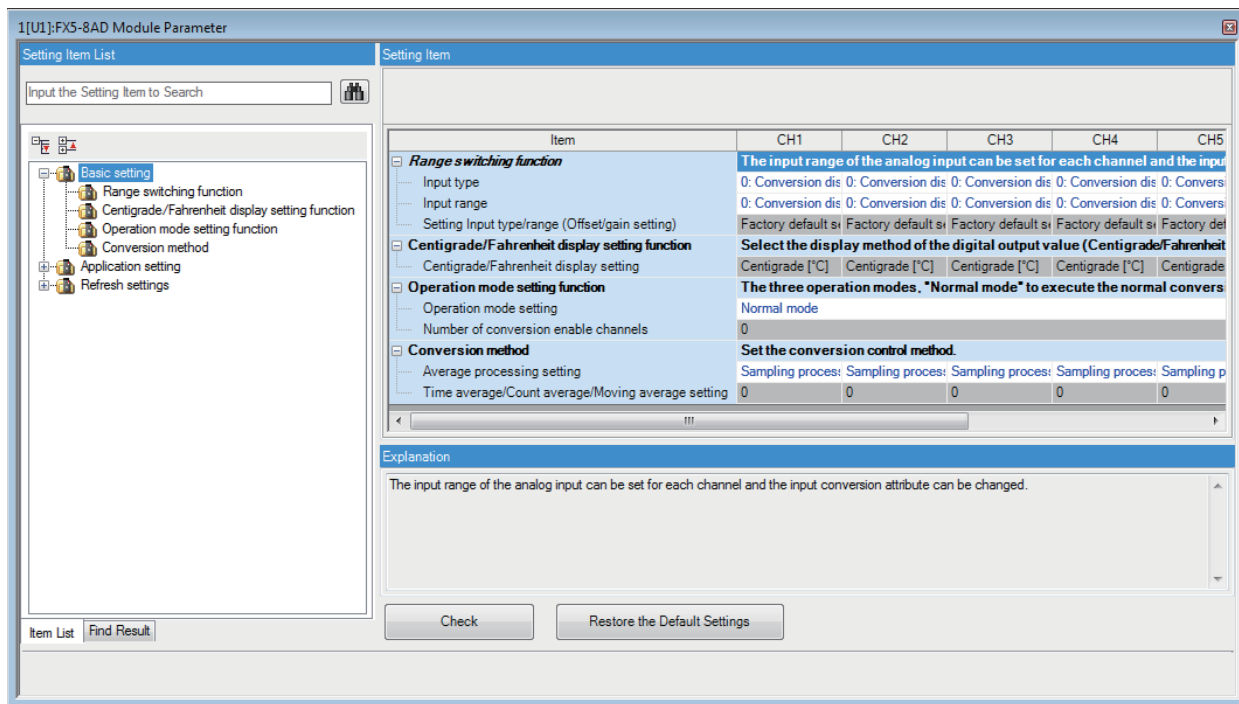 1[U1]:FX5-8AD Module Parameter
Setting Item List
Input the Setting Item to Search
Basic setting
Range switching function
Centigrade/Fahrenheit display setting function
Operation mode setting function
Conversion method
Application setting
Refresh settings
Item List Find Result
Setting Item
Item CH1 CH2 CH3 CH4 CH5
Range switching function The input range of the analog input can be set for each channel and the input
Input type 0: Conversion dis 0: Conversion dis 0: Conversion dis 0: Conversion dis 0: Conversi
Input range 0: Conversion dis 0: Conversion dis 0: Conversion dis 0: Conversion dis 0: Conversi
Setting Input type/range (Offset/gain setting) Factory default se Factory default se Factory default se Factory default se Factory def
Centigrade/Fahrenheit display setting function Select the display method of the digital output value (Centigrade/Fahrenheit
Centigrade/Fahrenheit display setting Centigrade [°C] Centigrade [°C] Centigrade [°C] Centigrade [°C] Centigrade
Operation mode setting function The three operation modes, "Normal mode" to execute the normal convers
Operation mode setting Normal mode
Number of conversion enable channels 0
Conversion method Set the conversion control method.
Average processing setting Sampling process Sampling process Sampling process Sampling process Sampling p
Time average/Count average/Moving average setting 0 0 0 0 0
Explanation
The input range of the analog input can be set for each channel and the input conversion attribute can be changed.
Check Restore the Default Settings